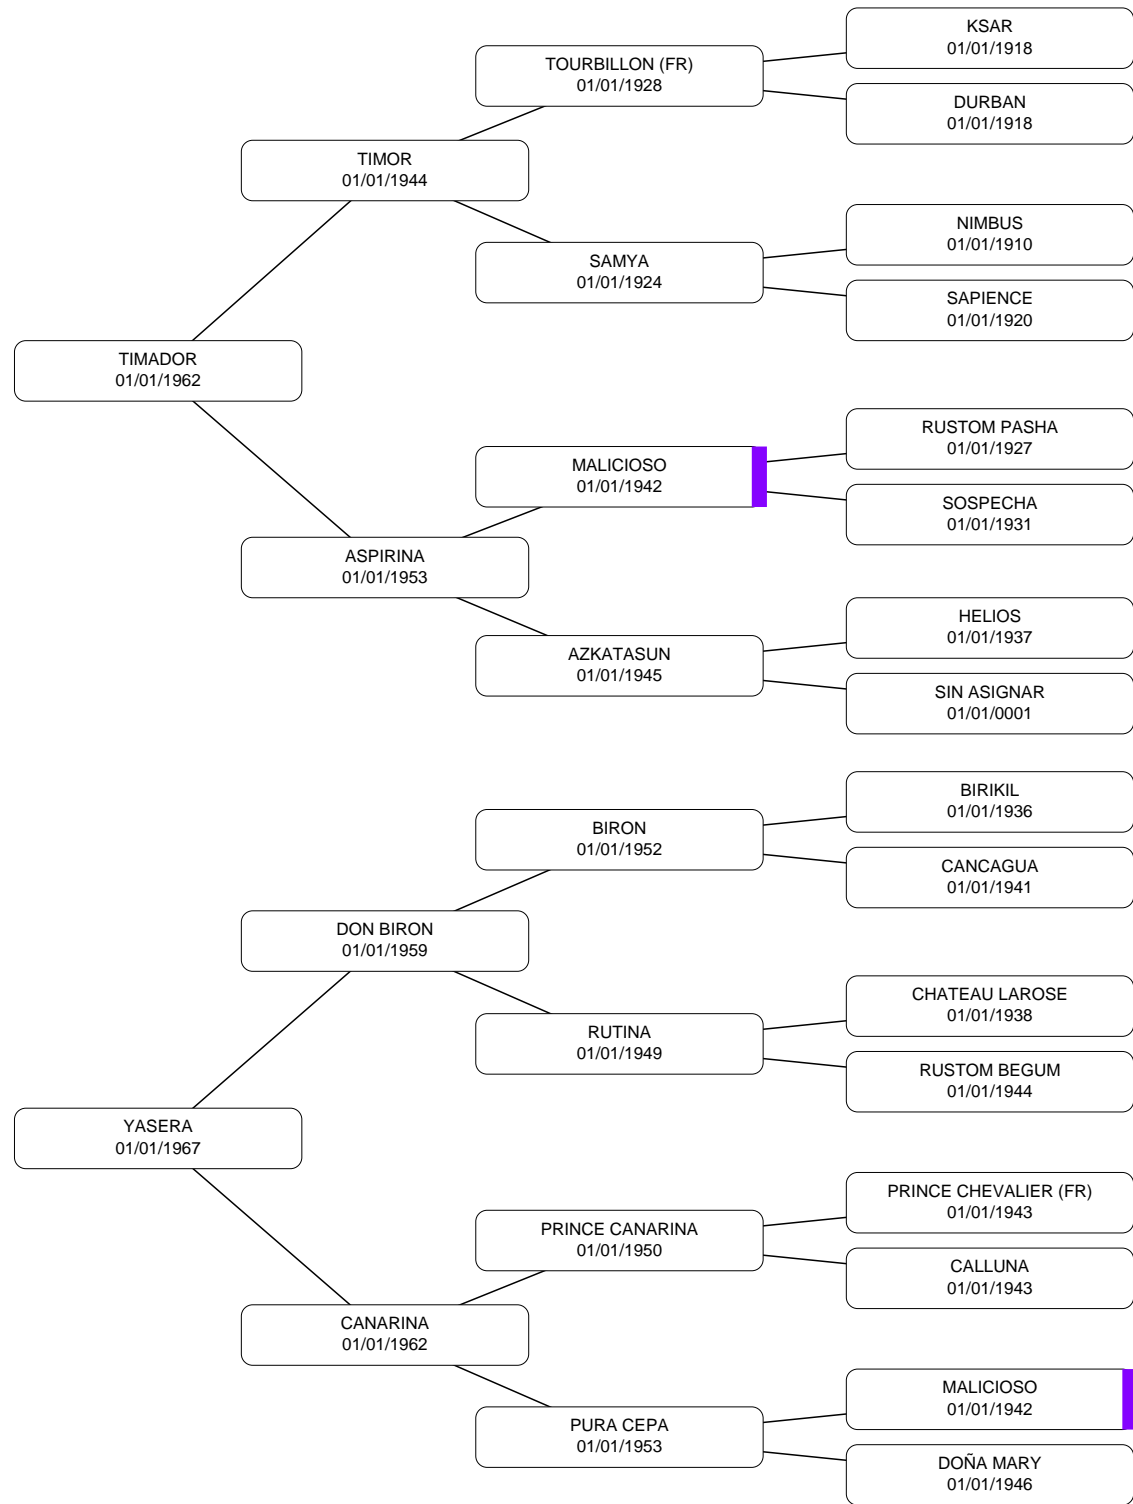 KSAR
01/01/1918
TOURBILLON (FR)
01/01/1928
DURBAN
01/01/1918
TIMOR
01/01/1944
NIMBUS
01/01/1910
SAMYA
01/01/1924
SAPIENCE
01/01/1920
TIMADOR
01/01/1962
RUSTOM PASHA
01/01/1927
MALICIOSO
01/01/1942
SOSPECHA
01/01/1931
ASPIRINA
01/01/1953
HELIOS
01/01/1937
AZKATASUN
01/01/1945
SIN ASIGNAR
01/01/0001
BIRIKIL
01/01/1936
BIRON
01/01/1952
CANCAGUA
01/01/1941
DON BIRON
01/01/1959
CHATEAU LAROSE
01/01/1938
RUTINA
01/01/1949
RUSTOM BEGUM
01/01/1944
YASERA
01/01/1967
PRINCE CHEVALIER (FR)
01/01/1943
PRINCE CANARINA
01/01/1950
CALLUNA
01/01/1943
CANARINA
01/01/1962
MALICIOSO
01/01/1942
PURA CEPA
01/01/1953
DOÑA MARY
01/01/1946